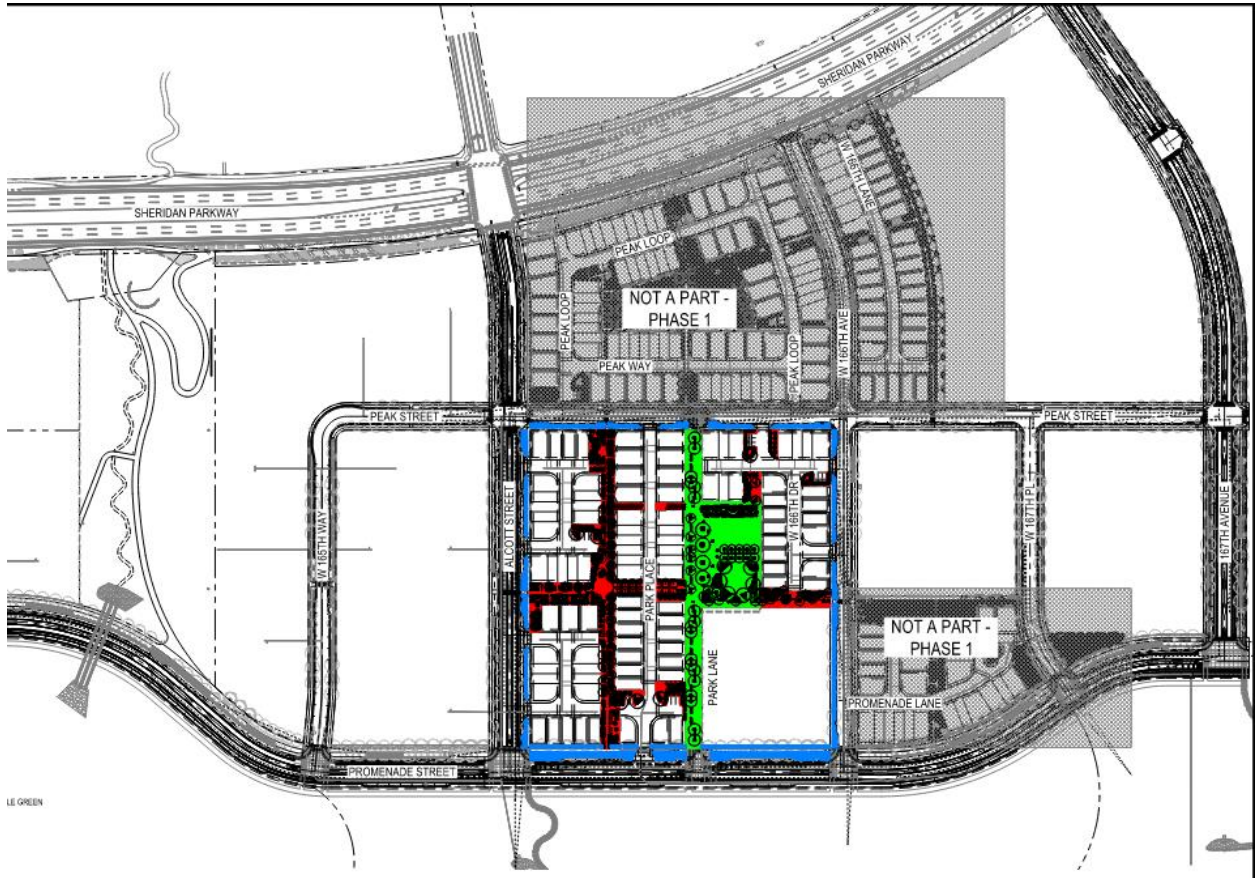 SHERIDAN PARKWAY
SHERIDAN PARKWAY
W 165TH LANE
PEAK LOOP
NOT A PART -
PHASE 1
PEAK LOOP
PEAK LOOP
W 166TH AVE
PEAK WAY
PEAK STREET
PEAK STREET
W 165TH WAY
ALCOTT STREET
PARK PLACE
W 166TH DR
W 167TH PL
167TH AVENUE
NOT A PART -
PHASE 1
PARK LANE
PROMENADE LANE
PROMENADE STREET
LE GREEN